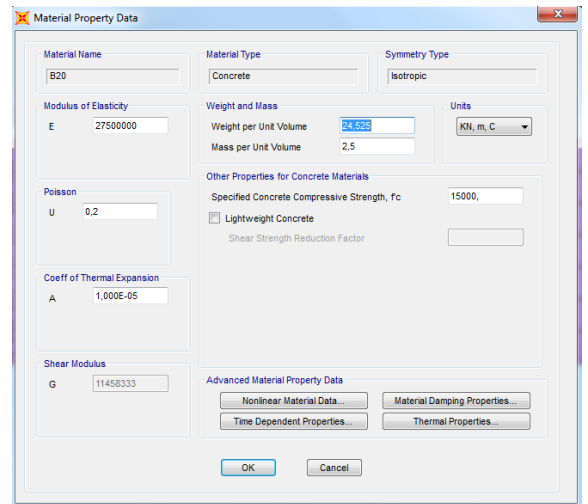 Material Property Data
Material Name
B20
Material Type
Concrete
Symmetry Type
Isotropic
Modulus of Elasticity
E 27500000
Weight and Mass
Weight per Unit Volume 24,525
Mass per Unit Volume 2,5
Units
KN, m, C
Poisson
U 0,2
Other Properties for Concrete Materials
Specified Concrete Compressive Strength, f'c 15000,
Lightweight Concrete
Shear Strength Reduction Factor
Coeff of Thermal Expansion
A 1,000E-05
Shear Modulus
G 11458333
Advanced Material Property Data
Nonlinear Material Data... Material Damping Properties...
Time Dependent Properties... Thermal Properties...
OK Cancel